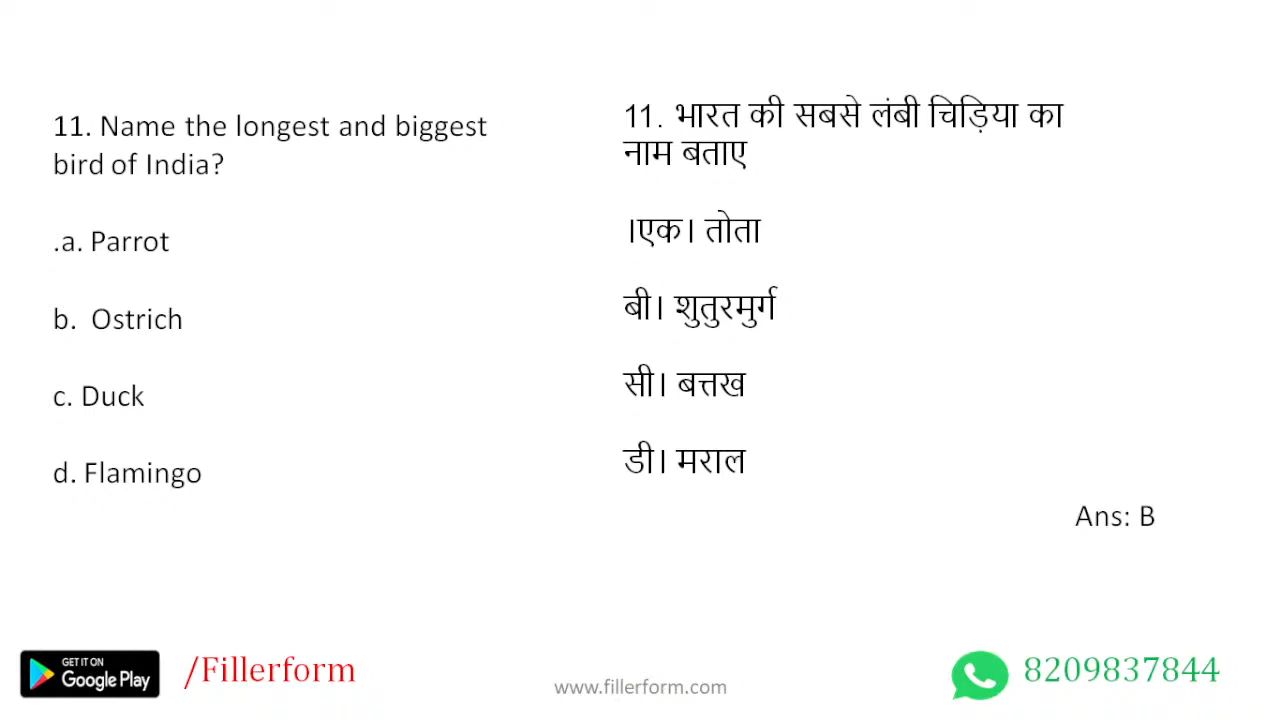 11. Name the longest and biggest
bird of India?
.a. Parrot
b.  Ostrich
c. Duck
d. Flamingo
11. भारत की सबसे लंबी चिड़िया का
नाम बताए
।एक। तोता
बी। शुतुरमुर्ग
सी। बत्तख
डी। मराल
Ans: B
GET IT ON
Google Play
/Fillerform
www.fillerform.com
8209837844